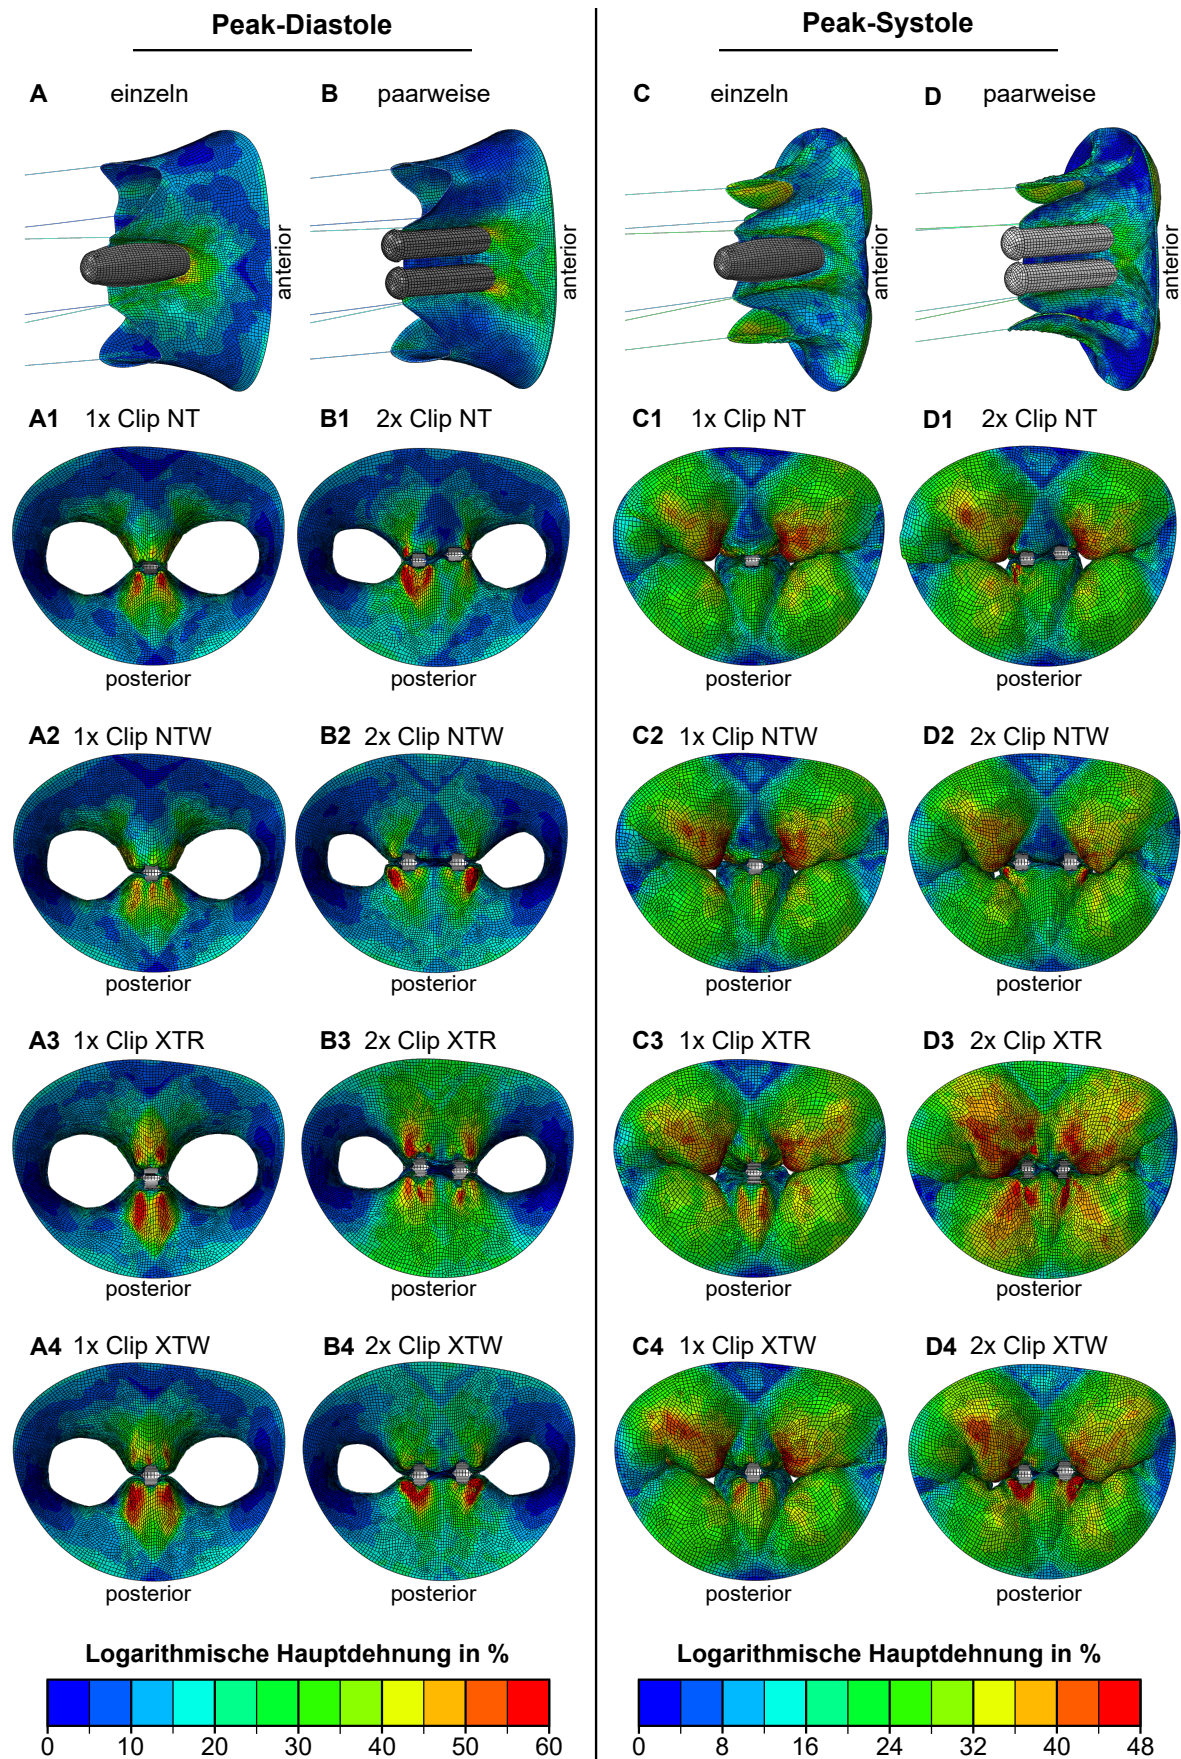 Peak-Diastole
Peak-Systole
A einzeln
B paarweise
C einzeln
D paarweise
anterior
anterior
anterior
anterior
A1 1x Clip NT
B1 2x Clip NT
C1 1x Clip NT
D1 2x Clip NT
posterior
posterior
posterior
posterior
A2 1x Clip NTW
B2 2x Clip NTW
C2 1x Clip NTW
D2 2x Clip NTW
posterior
posterior
posterior
posterior
A3 1x Clip XTR
B3 2x Clip XTR
C3 1x Clip XTR
D3 2x Clip XTR
posterior
posterior
posterior
posterior
A4 1x Clip XTW
B4 2x Clip XTW
C4 1x Clip XTW
D4 2x Clip XTW
posterior
posterior
posterior
posterior
Logarithmische Hauptdehnung in %
0 10 20 30 40 50 60
Logarithmische Hauptdehnung in %
0 8 16 24 32 40 48